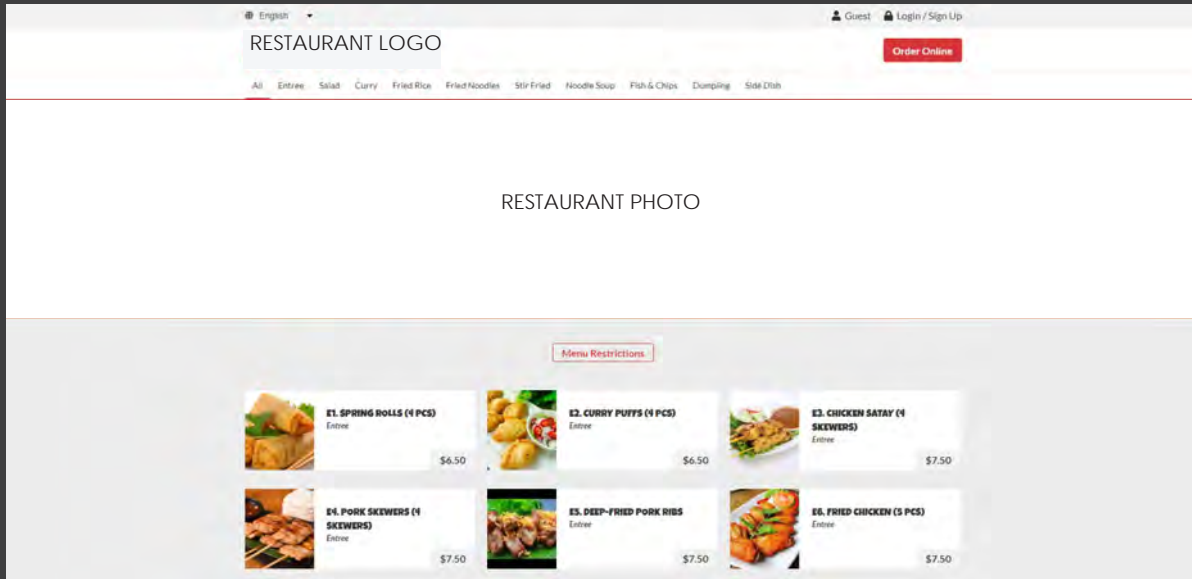 English
Guest
Login / Sign Up
RESTAURANT LOGO
Order Online
All Entree Salad Curry Fried Rice Fried Noodles Stir Fried Noodle Soup Fish & Chips Dumpling Side Dish
RESTAURANT PHOTO
Menu Restrictions
E1. SPRING ROLLS (4 PCS)
Entree
$6.50
E2. CURRY PUFFS (4 PCS)
Entree
$6.50
E3. CHICKEN SATAY (4
SKEWERS)
Entree
$7.50
E4. PORK SKEWERS (4
SKEWERS)
Entree
$7.50
E5. DEEP-FRIED PORK RIBS
Entree
$7.50
E6. FRIED CHICKEN (5 PCS)
Entree
$7.50